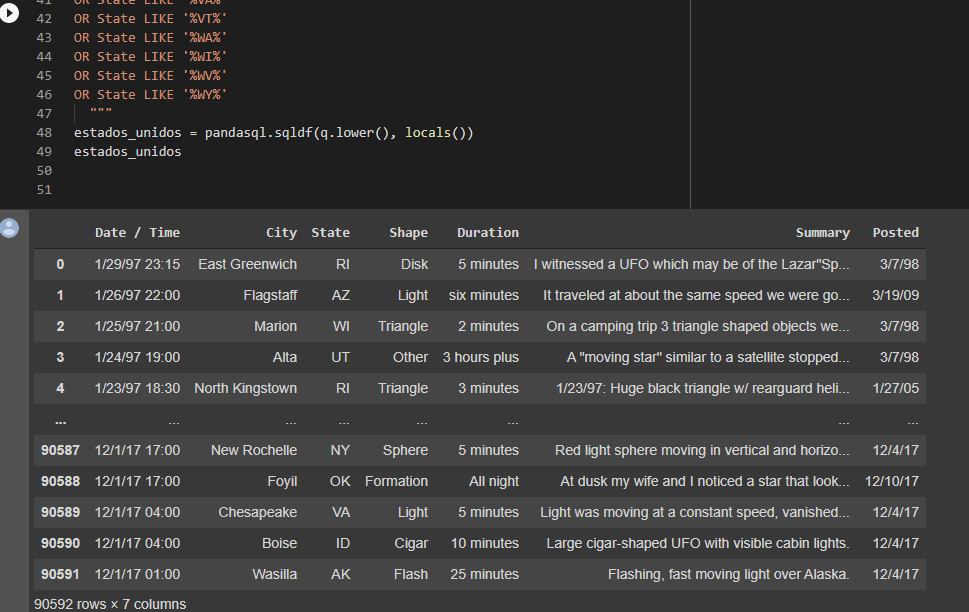 41 OR State LIKE '%VA%'
42 OR State LIKE '%VT%'
43 OR State LIKE '%WA%'
44 OR State LIKE '%WI%'
45 OR State LIKE '%WV%'
46 OR State LIKE '%WY%'
47 """
48 estados_unidos = pandasql.sqldf(q.lower(), locals())
49 estados_unidos
50
51
Date / Time City State Shape Duration Summary Posted
0 1/29/97 23:15 East Greenwich RI Disk 5 minutes I witnessed a UFO which may be of the Lazar"Sp... 3/7/98
1 1/26/97 22:00 Flagstaff AZ Light six minutes It traveled at about the same speed we were go... 3/19/09
2 1/25/97 21:00 Marion WI Triangle 2 minutes On a camping trip 3 triangle shaped objects we... 3/7/98
3 1/24/97 19:00 Alta UT Other 3 hours plus A "moving star" similar to a satellite stopped... 3/7/98
4 1/23/97 18:30 North Kingstown RI Triangle 3 minutes 1/23/97: Huge black triangle w/ rearguard heli... 1/27/05
... ... ... ... ... ... ... ...
90587 12/1/17 17:00 New Rochelle NY Sphere 5 minutes Red light sphere moving in vertical and horizo... 12/4/17
90588 12/1/17 17:00 Foyil OK Formation All night At dusk my wife and I noticed a star that look... 12/10/17
90589 12/1/17 04:00 Chesapeake VA Light 5 minutes Light was moving at a constant speed, vanished... 12/4/17
90590 12/1/17 04:00 Boise ID Cigar 10 minutes Large cigar-shaped UFO with visible cabin lights. 12/4/17
90591 12/1/17 01:00 Wasilla AK Flash 25 minutes Flashing, fast moving light over Alaska. 12/4/17
90592 rows × 7 columns